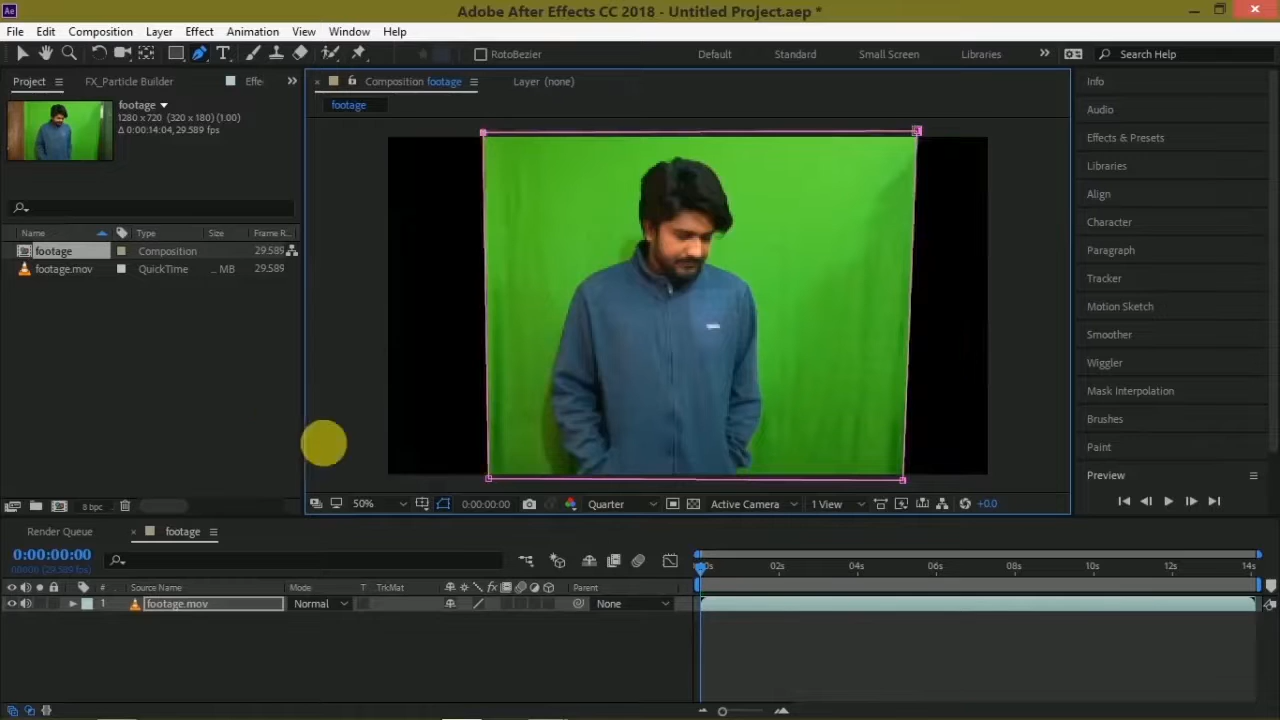 Ae Adobe After Effects CC 2018 - Untitled Project.aep *
File Edit Composition Layer Effect Animation View Window Help
T RotoBezier Default Standard Small Screen Libraries Search Help
Project FX_Particle Builder Effe Composition footage Layer (none)
footage
1280 x 720 (320 x 180) (1.00)
Δ 0:00:14:04, 29.589 fps
footage
Name Type Size Frame R...
footage Composition 29.589
footage.mov QuickTime ... MB 29.589
Info
Audio
Effects & Presets
Libraries
Align
Character
Paragraph
Tracker
Motion Sketch
Smoother
Wiggler
Mask Interpolation
Brushes
Paint
Preview
8 bpc 50% 0:00:00:00 Quarter Active Camera 1 View +0.0
Render Queue footage
0:00:00:00
00000 (29.589 fps)
02s 04s 06s 08s 10s 12s 14s
# Source Name Mode T TrkMat fx Parent
1 footage.mov Normal None